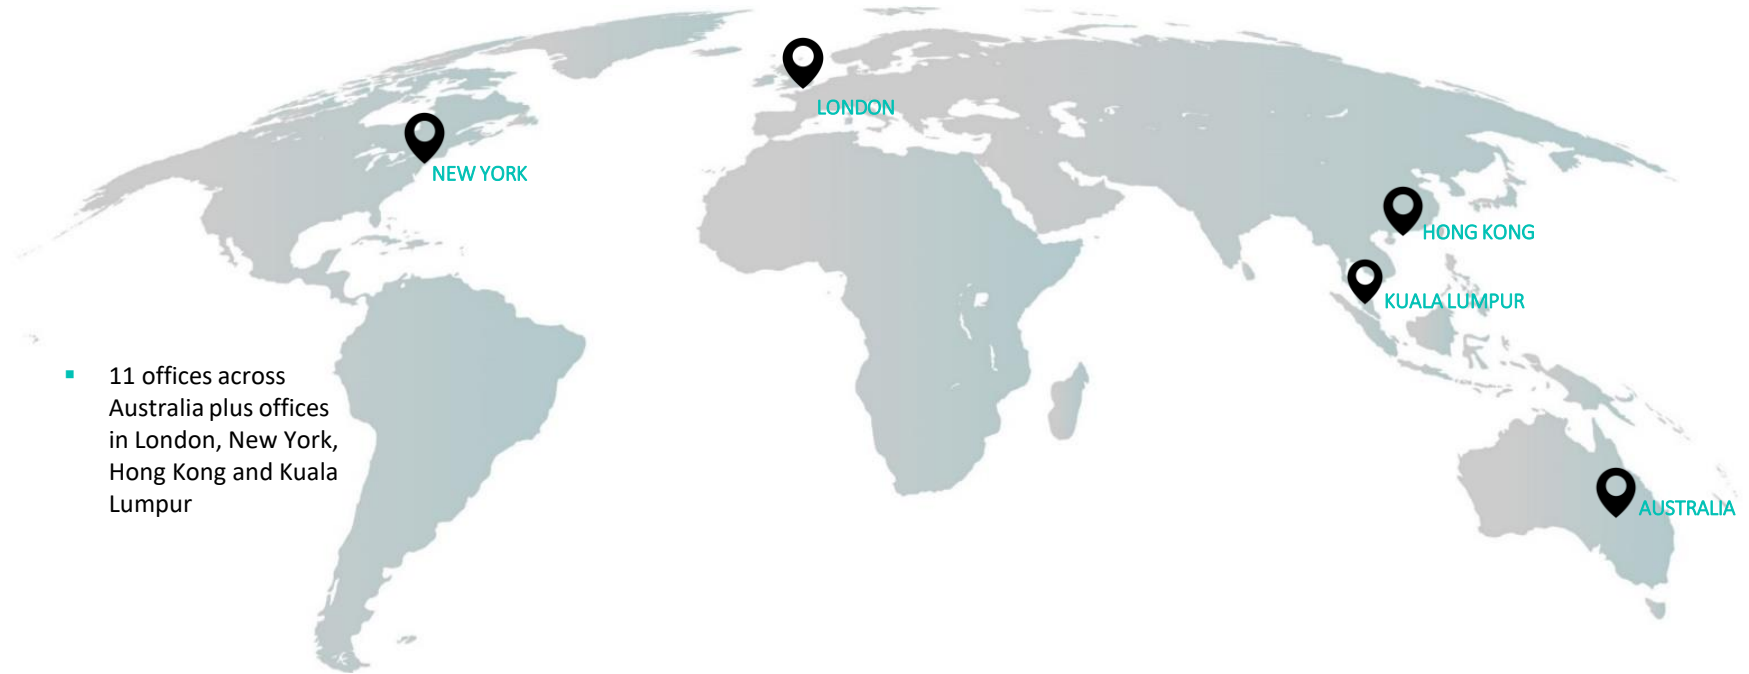 LONDON
NEW YORK
HONG KONG
KUALA LUMPUR
▪ 11 offices across
Australia plus offices
in London, New York,
Hong Kong and Kuala
Lumpur
AUSTRALIA